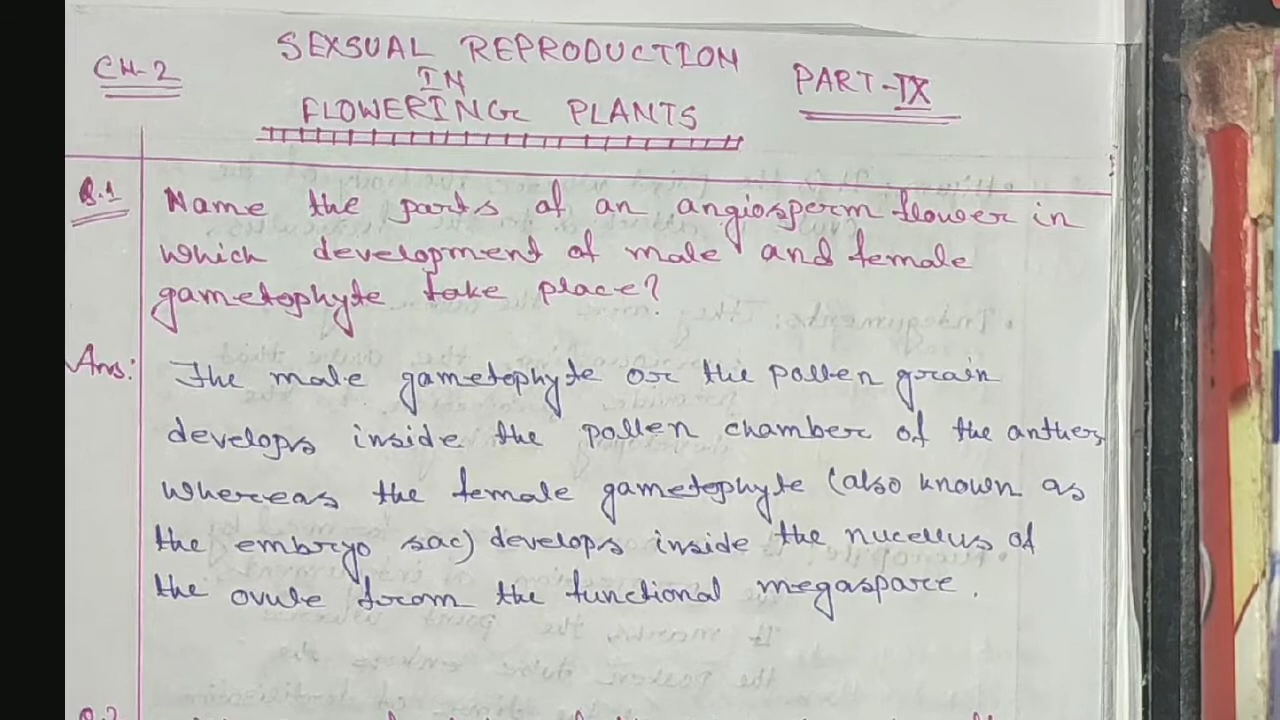 CH-2
SEXSUAL REPRODUCTION
IN
FLOWERING PLANTS
PART-IX
Q.1 Name the parts of an angiosperm flower in
which development of male and female
gametophyte take place?
Ans: The male gametophyte or the pollen grain
develops inside the pollen chamber of the anther,
whereas the female gametophyte (also known as
the embryo sac) develops inside the nucellus of
the ovule from the functional megaspore.
Q.2